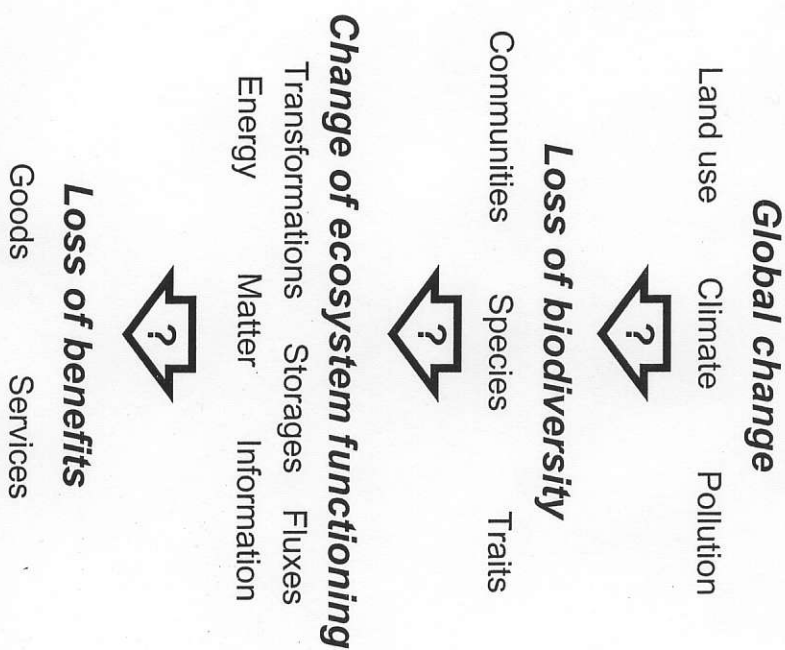 Global change
Land use Climate Pollution
?
Loss of biodiversity
Communities Species Traits
?
Change of ecosystem functioning
Transformations Storages Fluxes
Energy Matter Information
?
Loss of benefits
Goods Services